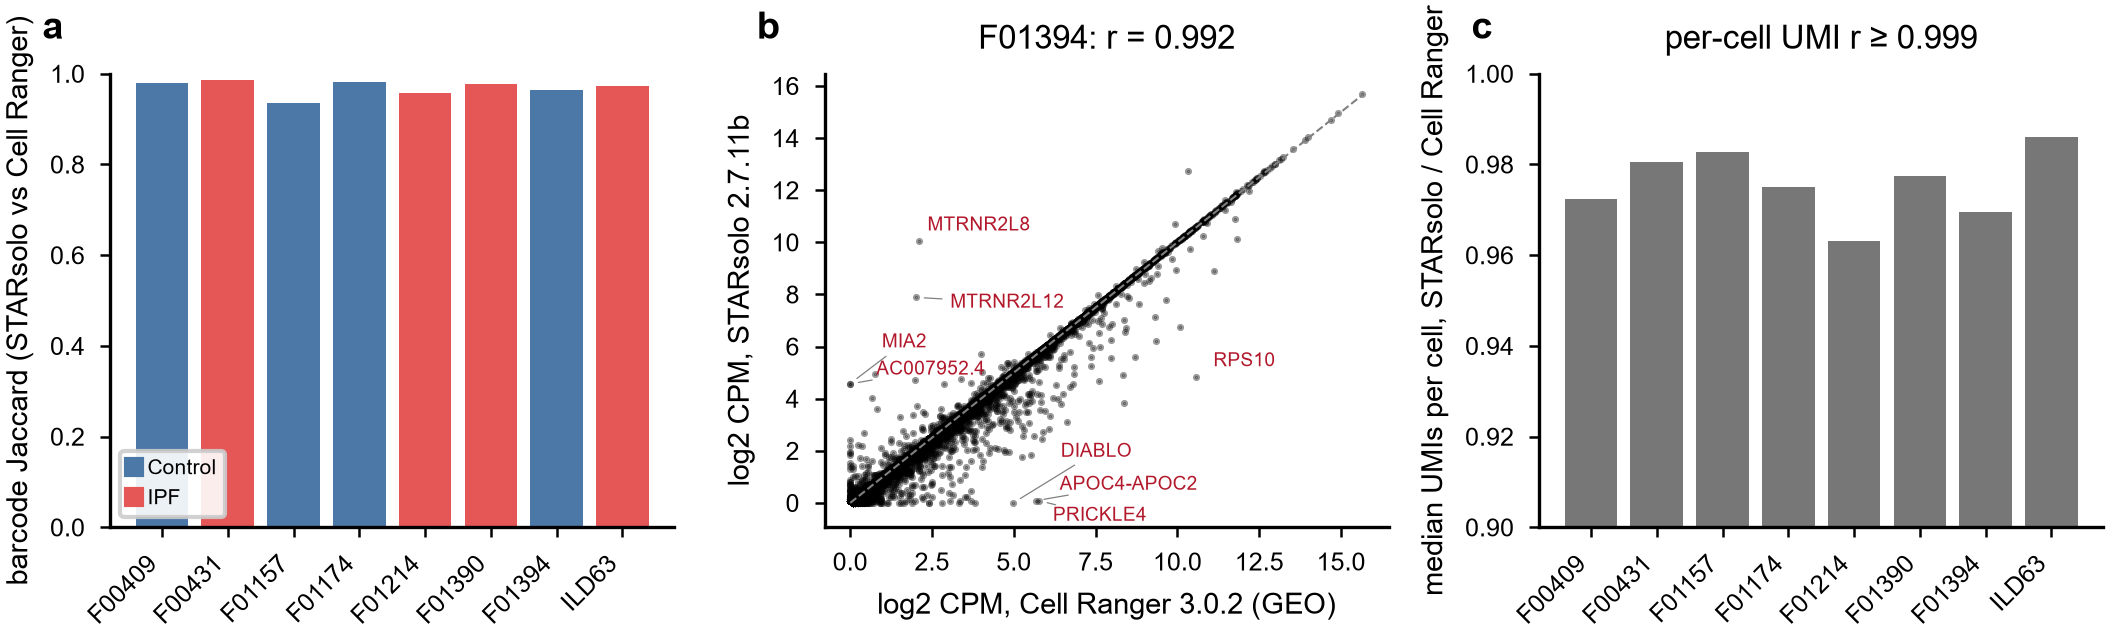 a
barcode Jaccard (STARsolo vs Cell Ranger)
1.0
0.8
0.6
0.4
0.2
0.0
Control
IPF
F00409
F00431
F01157
F01174
F01214
F01390
F01394
ILD63
b
F01394: r = 0.992
log2 CPM, STARsolo 2.7.11b
16
14
12
10
8
6
4
2
0
MTRNR2L8
MTRNR2L12
MIA2
AC007952.4
RPS10
DIABLO
APOC4-APOC2
PRICKLE4
0.0
2.5
5.0
7.5
10.0
12.5
15.0
log2 CPM, Cell Ranger 3.0.2 (GEO)
c
per-cell UMI r ≥ 0.999
median UMIs per cell, STARsolo / Cell Ranger
1.00
0.98
0.96
0.94
0.92
0.90
F00409
F00431
F01157
F01174
F01214
F01390
F01394
ILD63